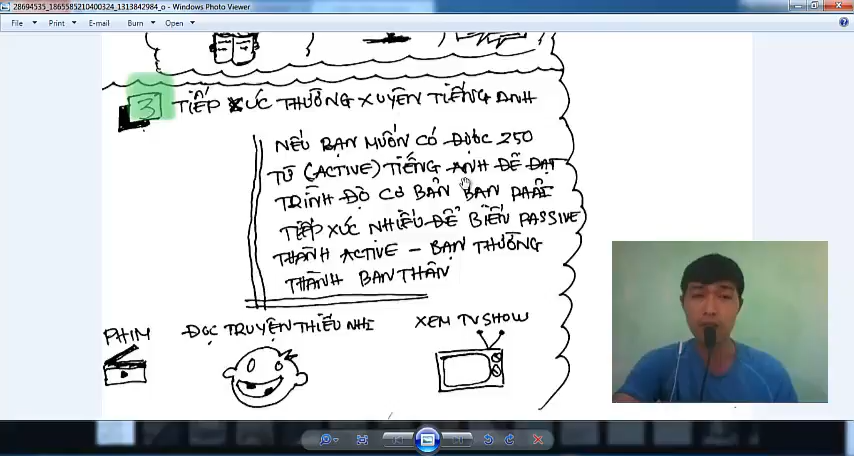 28694535_1865585210400324_1313842984_o - Windows Photo Viewer
File Print E-mail Burn Open
3 TIẾP XÚC THƯỜNG XUYÊN TIẾNG ANH
NẾU BẠN MUỐN CÓ ĐƯỢC 250
TỪ (ACTIVE) TIẾNG ANH ĐỂ ĐẠT
TRÌNH ĐỘ CƠ BẢN BẠN PHẢI
TIẾP XÚC NHIỀU ĐỂ BIẾN PASSIVE
THÀNH ACTIVE - BẠN THƯỜNG
THÀNH BẠN THÂN
PHIM
ĐỌC TRUYỆN THIẾU NHI
XEM TV SHOW